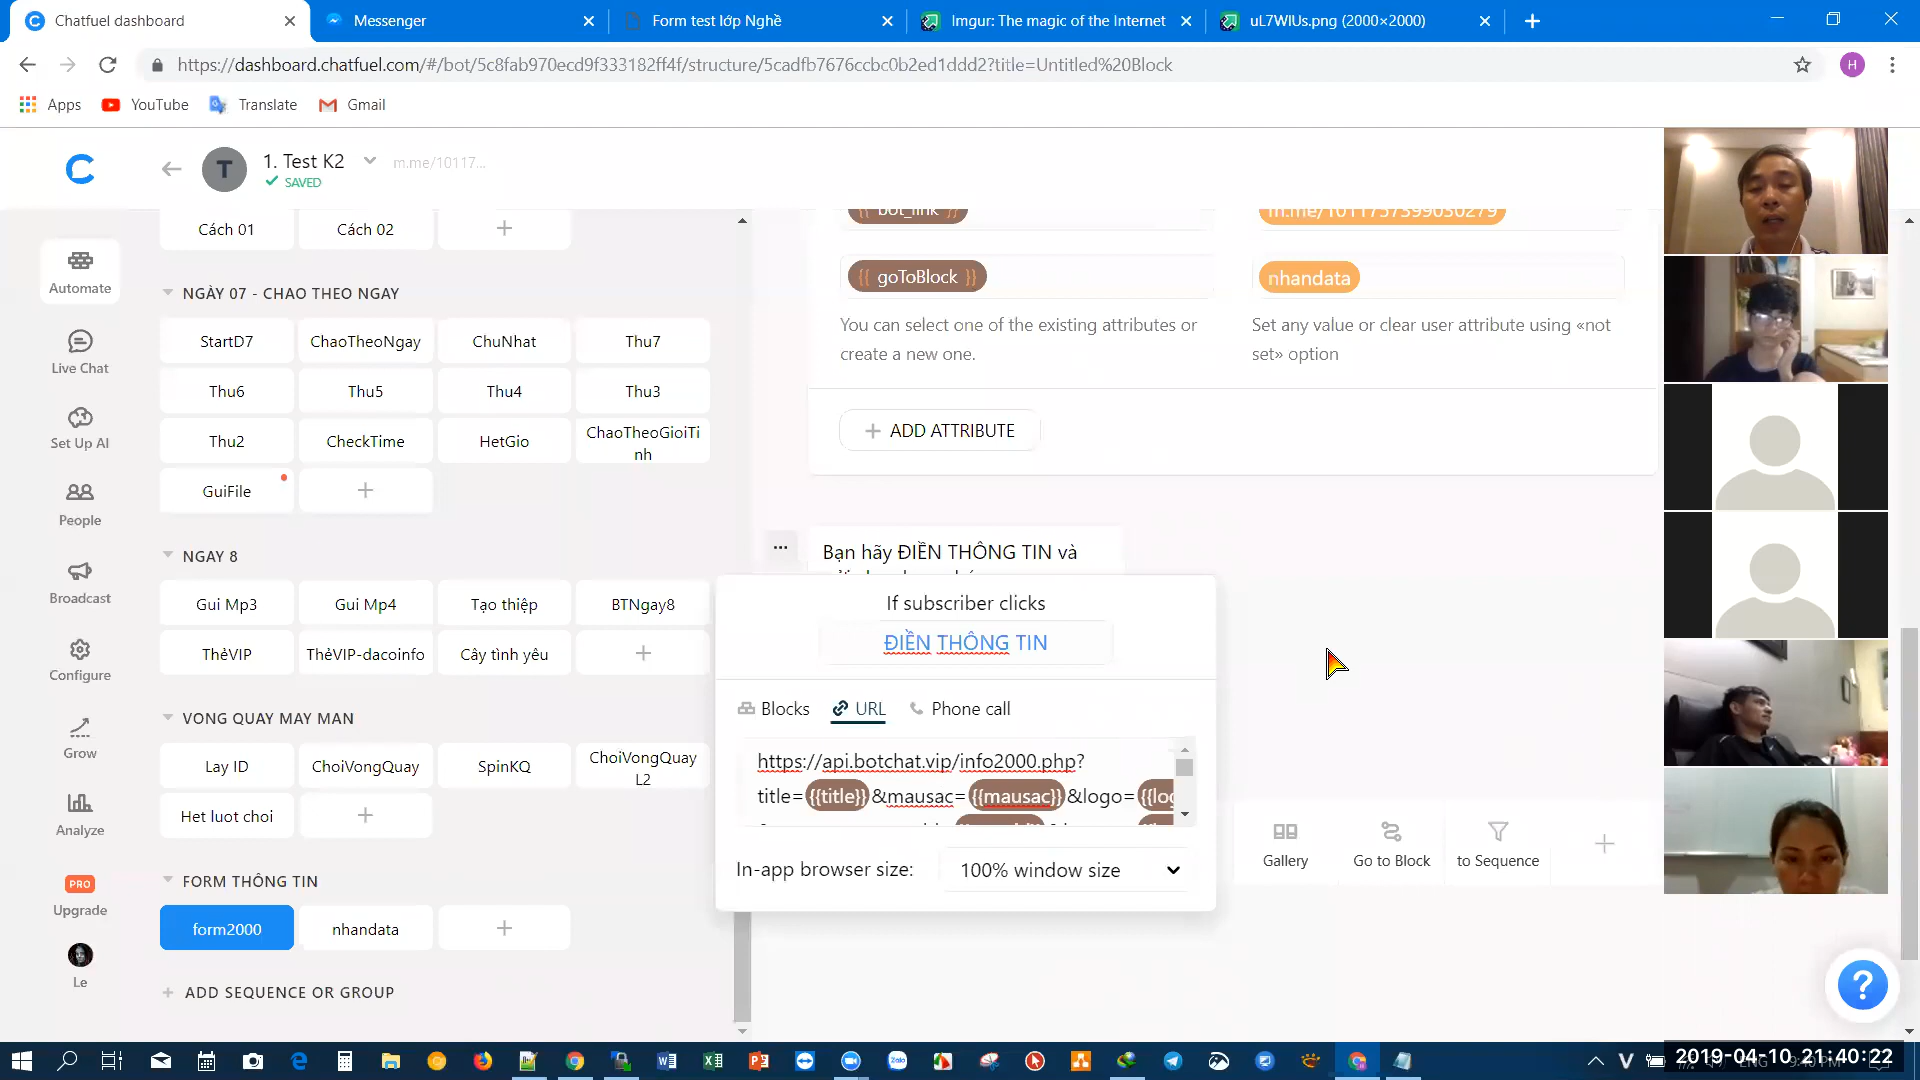 Chatfuel dashboard
Messenger
Form test lớp Nghề
Imgur: The magic of the Internet
uL7WlUs.png (2000×2000)
https://dashboard.chatfuel.com/#/bot/5c8fab970ecd9f333182ff4f/structure/5cadfb7676ccbc0b2ed1ddd2?title=Untitled%20Block
H
Apps
YouTube
Translate
Gmail
T
1. Test K2
m.me/10117...
SAVED
Automate
Live Chat
Set Up AI
People
Broadcast
Configure
Grow
Analyze
PRO
Upgrade
Le
Cách 01
Cách 02
NGÀY 07 - CHAO THEO NGAY
StartD7
ChaoTheoNgay
ChuNhat
Thu7
Thu6
Thu5
Thu4
Thu3
Thu2
CheckTime
HetGio
ChaoTheoGioiTi
nh
GuiFile
NGAY 8
Gui Mp3
Gui Mp4
Tạo thiệp
BTNgay8
ThẻVIP
ThẻVIP-dacoinfo
Cây tình yêu
VONG QUAY MAY MAN
Lay ID
ChoiVongQuay
SpinKQ
ChoiVongQuay
L2
Het luot choi
FORM THÔNG TIN
form2000
nhandata
ADD SEQUENCE OR GROUP
{{ bot_link }}
m.me/1011757399030279
{{ goToBlock }}
nhandata
You can select one of the existing attributes or
create a new one.
Set any value or clear user attribute using «not
set» option
ADD ATTRIBUTE
Bạn hãy ĐIỀN THÔNG TIN và
If subscriber clicks
ĐIỀN THÔNG TIN
Blocks
URL
Phone call
https://api.botchat.vip/info2000.php?
title={{title}}&mausac={{mausac}}&logo={{log
In-app browser size:
100% window size
Gallery
Go to Block
to Sequence
?
2019-04-10 21:40:22